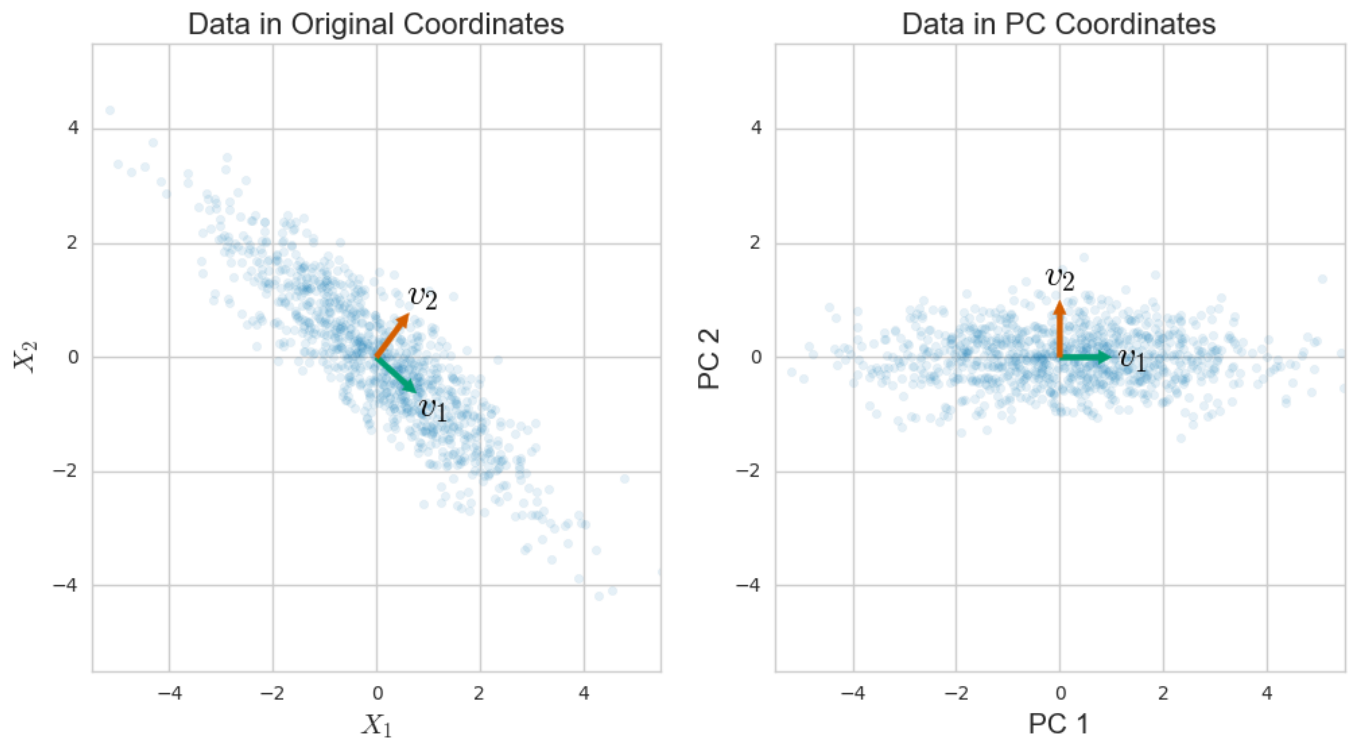 Data in Original Coordinates
X₂
4
2
0
−2
−4
v₂
v₁
−4 −2 0 2 4
X₁
Data in PC Coordinates
PC 2
4
2
0
−2
−4
v₂
v₁
−4 −2 0 2 4
PC 1